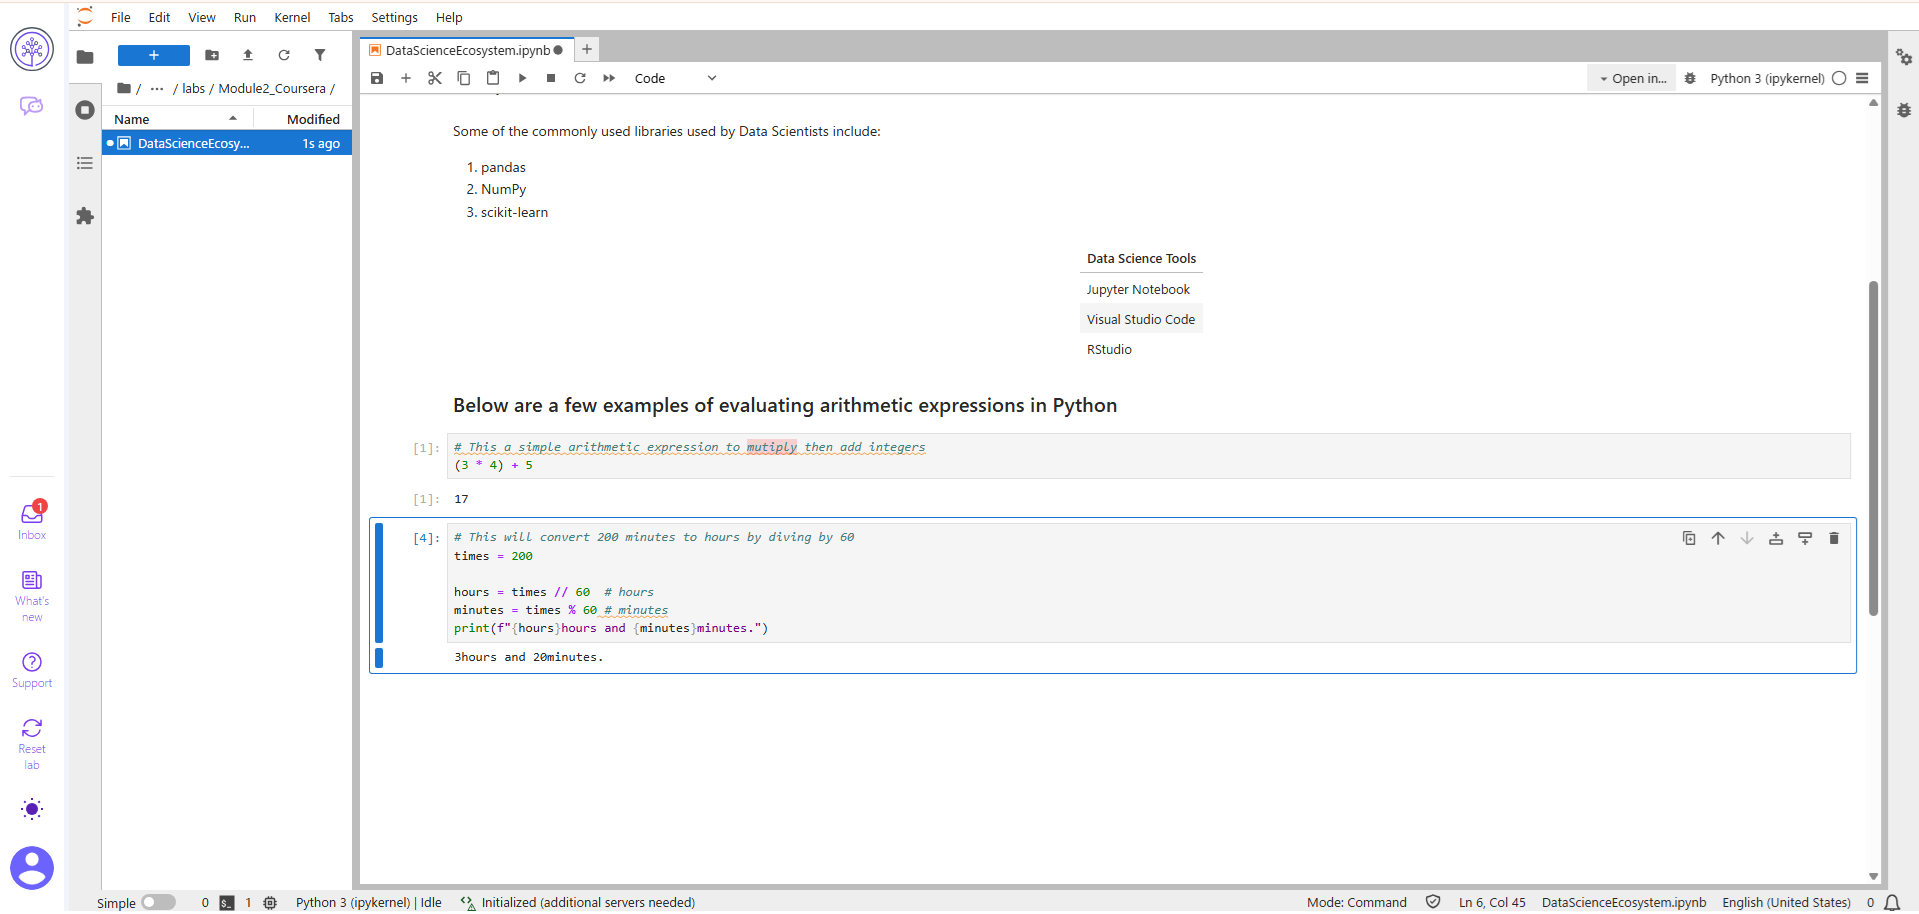 File Edit View Run Kernel Tabs Settings Help
+
/ ··· / labs / Module2_Coursera /
Name Modified
DataScienceEcosy... 1s ago
1
Inbox
What's
new
Support
Reset
lab
DataScienceEcosystem.ipynb
Code
Open in...
Python 3 (ipykernel)
Some of the commonly used libraries used by Data Scientists include:
1. pandas
2. NumPy
3. scikit-learn
Data Science Tools
Jupyter Notebook
Visual Studio Code
RStudio
Below are a few examples of evaluating arithmetic expressions in Python
[1]: # This a simple arithmetic expression to mutiply then add integers
(3 * 4) + 5
[1]: 17
[4]: # This will convert 200 minutes to hours by diving by 60
times = 200
hours = times // 60  # hours
minutes = times % 60 # minutes
print(f"{hours}hours and {minutes}minutes.")
3hours and 20minutes.
Simple 0 $_ 1 Python 3 (ipykernel) | Idle Initialized (additional servers needed) Mode: Command Ln 6, Col 45 DataScienceEcosystem.ipynb English (United States) 0